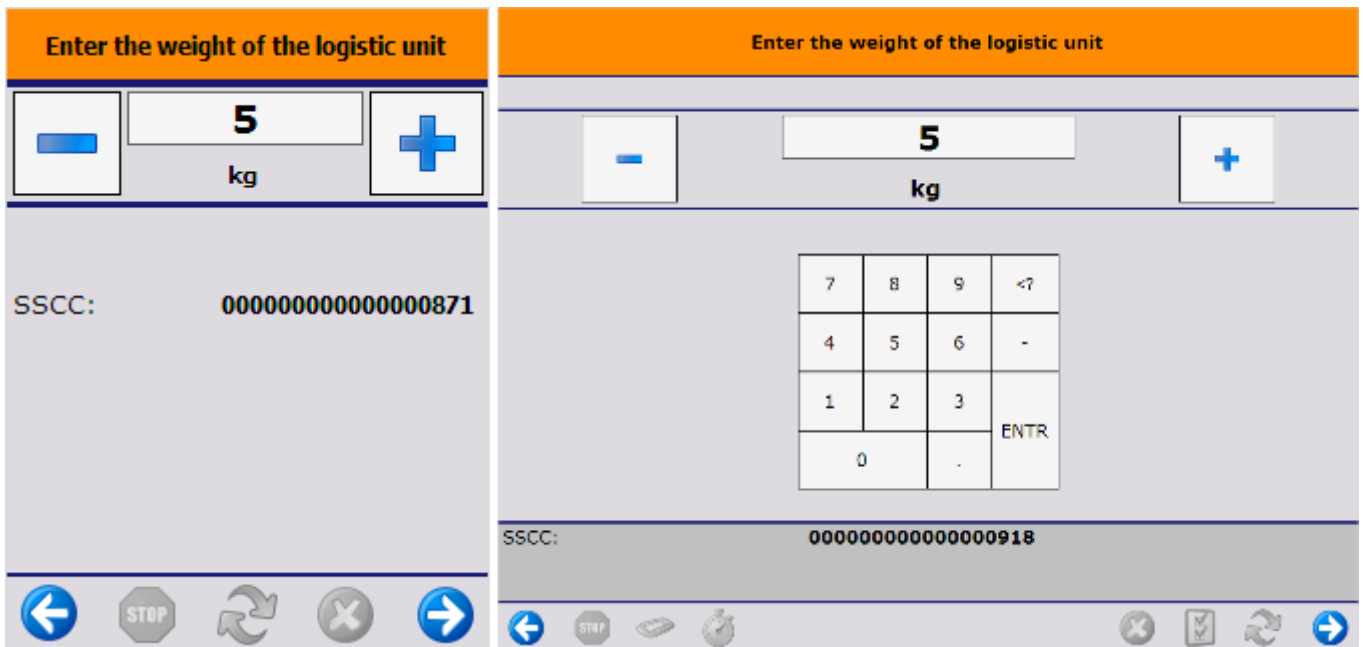 Enter the weight of the logistic unit
5
kg
SSCC:
000000000000000871
STOP
Enter the weight of the logistic unit
5
kg
7 8 9 <?
4 5 6 -
1 2 3
ENTR
0 .
SSCC:
000000000000000918
STOP